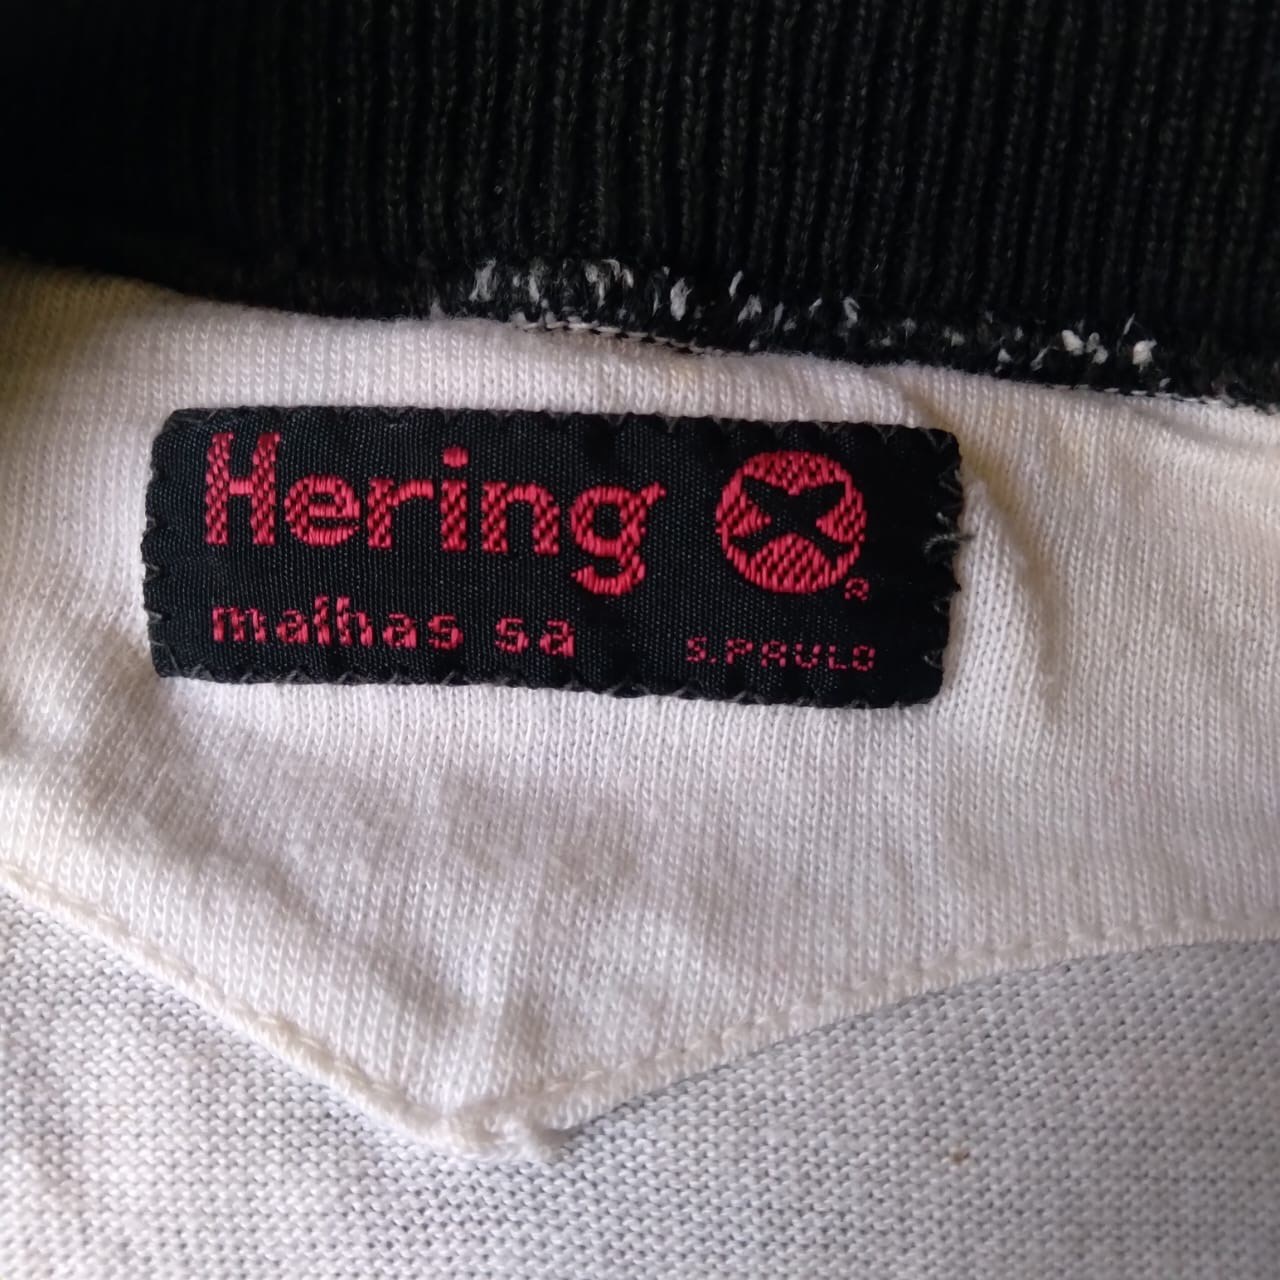 Hering
®
malhas sa
S.PAULO